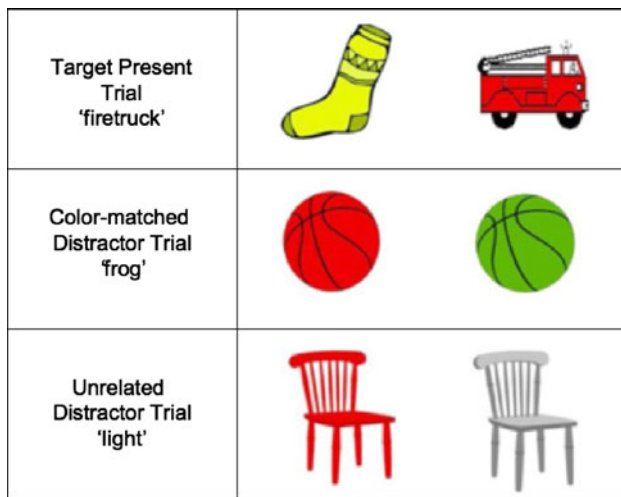 Target Present
Trial
'firetruck'
Color-matched
Distractor Trial
'frog'
Unrelated
Distractor Trial
'light'